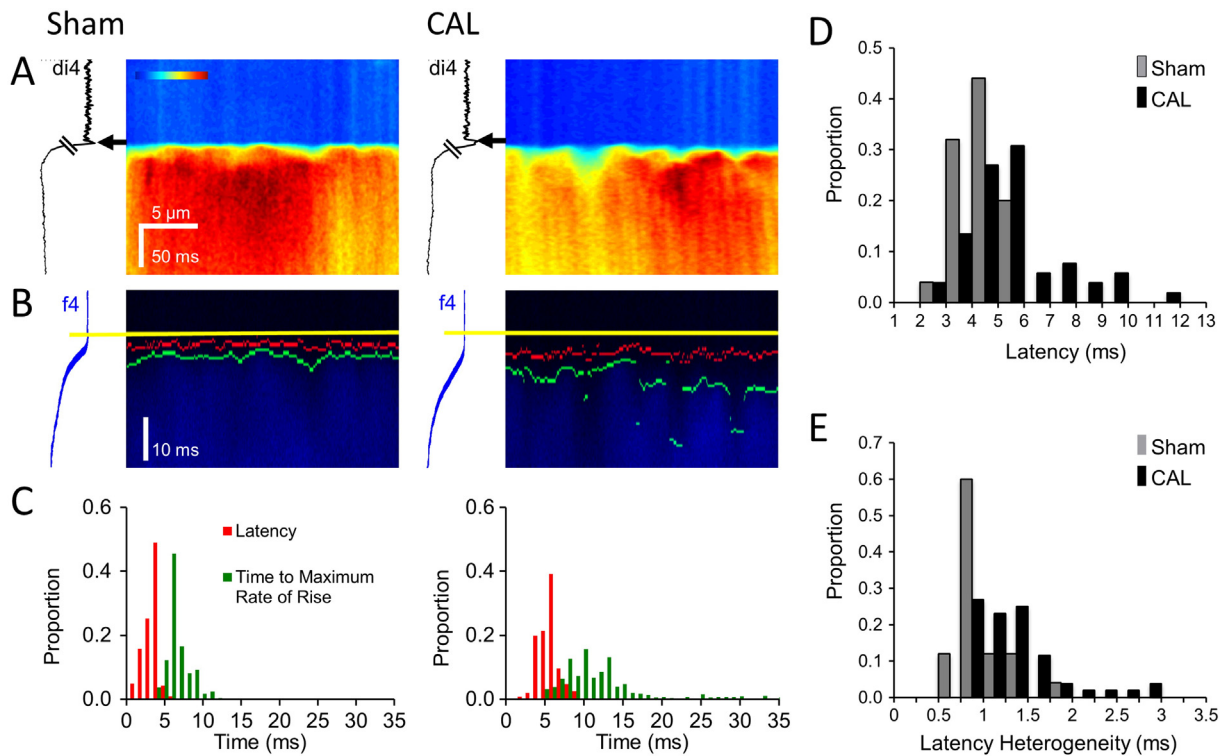 Sham
CAL
A
di4
5 µm
50 ms
di4
B
f4
10 ms
f4
C
Proportion
0.6
0.4
0.2
0.0
Latency
Time to Maximum
Rate of Rise
0 5 10 15 20 25 30 35
Time (ms)
Proportion
0.6
0.4
0.2
0.0
0 5 10 15 20 25 30 35
Time (ms)
D
Proportion
0.5
0.4
0.3
0.2
0.1
0.0
Sham
CAL
1 2 3 4 5 6 7 8 9 10 11 12 13
Latency (ms)
E
Proportion
0.7
0.6
0.5
0.4
0.3
0.2
0.1
0.0
Sham
CAL
0 0.5 1 1.5 2 2.5 3 3.5
Latency Heterogeneity (ms)